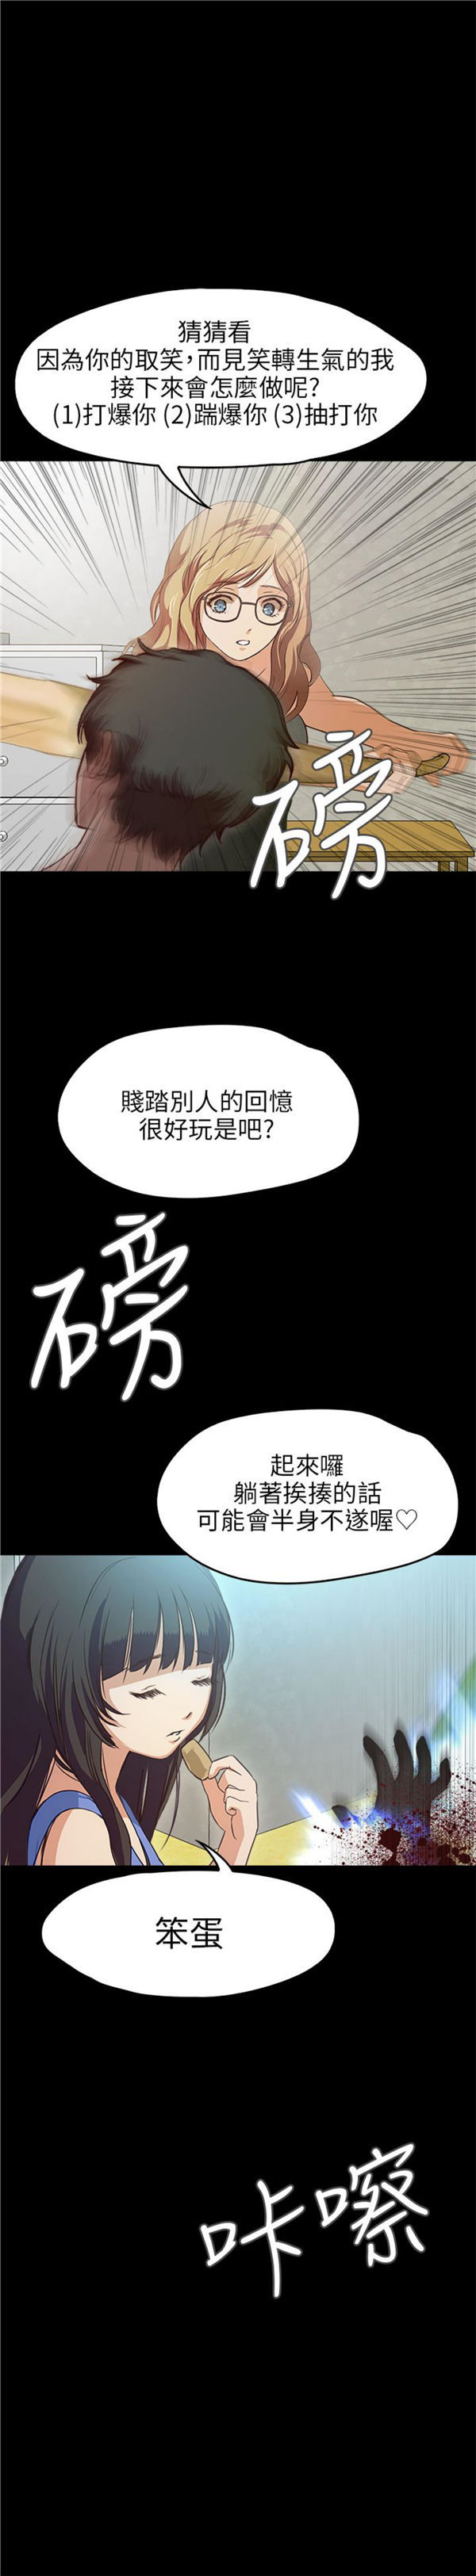 猜猜看
因為你的取笑，而見笑轉生氣的我
接下來會怎麼做呢?
(1)打爆你 (2)踹爆你 (3)抽打你
磅
賤踏別人的回憶
很好玩是吧?
磅
起來囉
躺著挨揍的話
可能會半身不遂喔♡
笨蛋
咔嚓